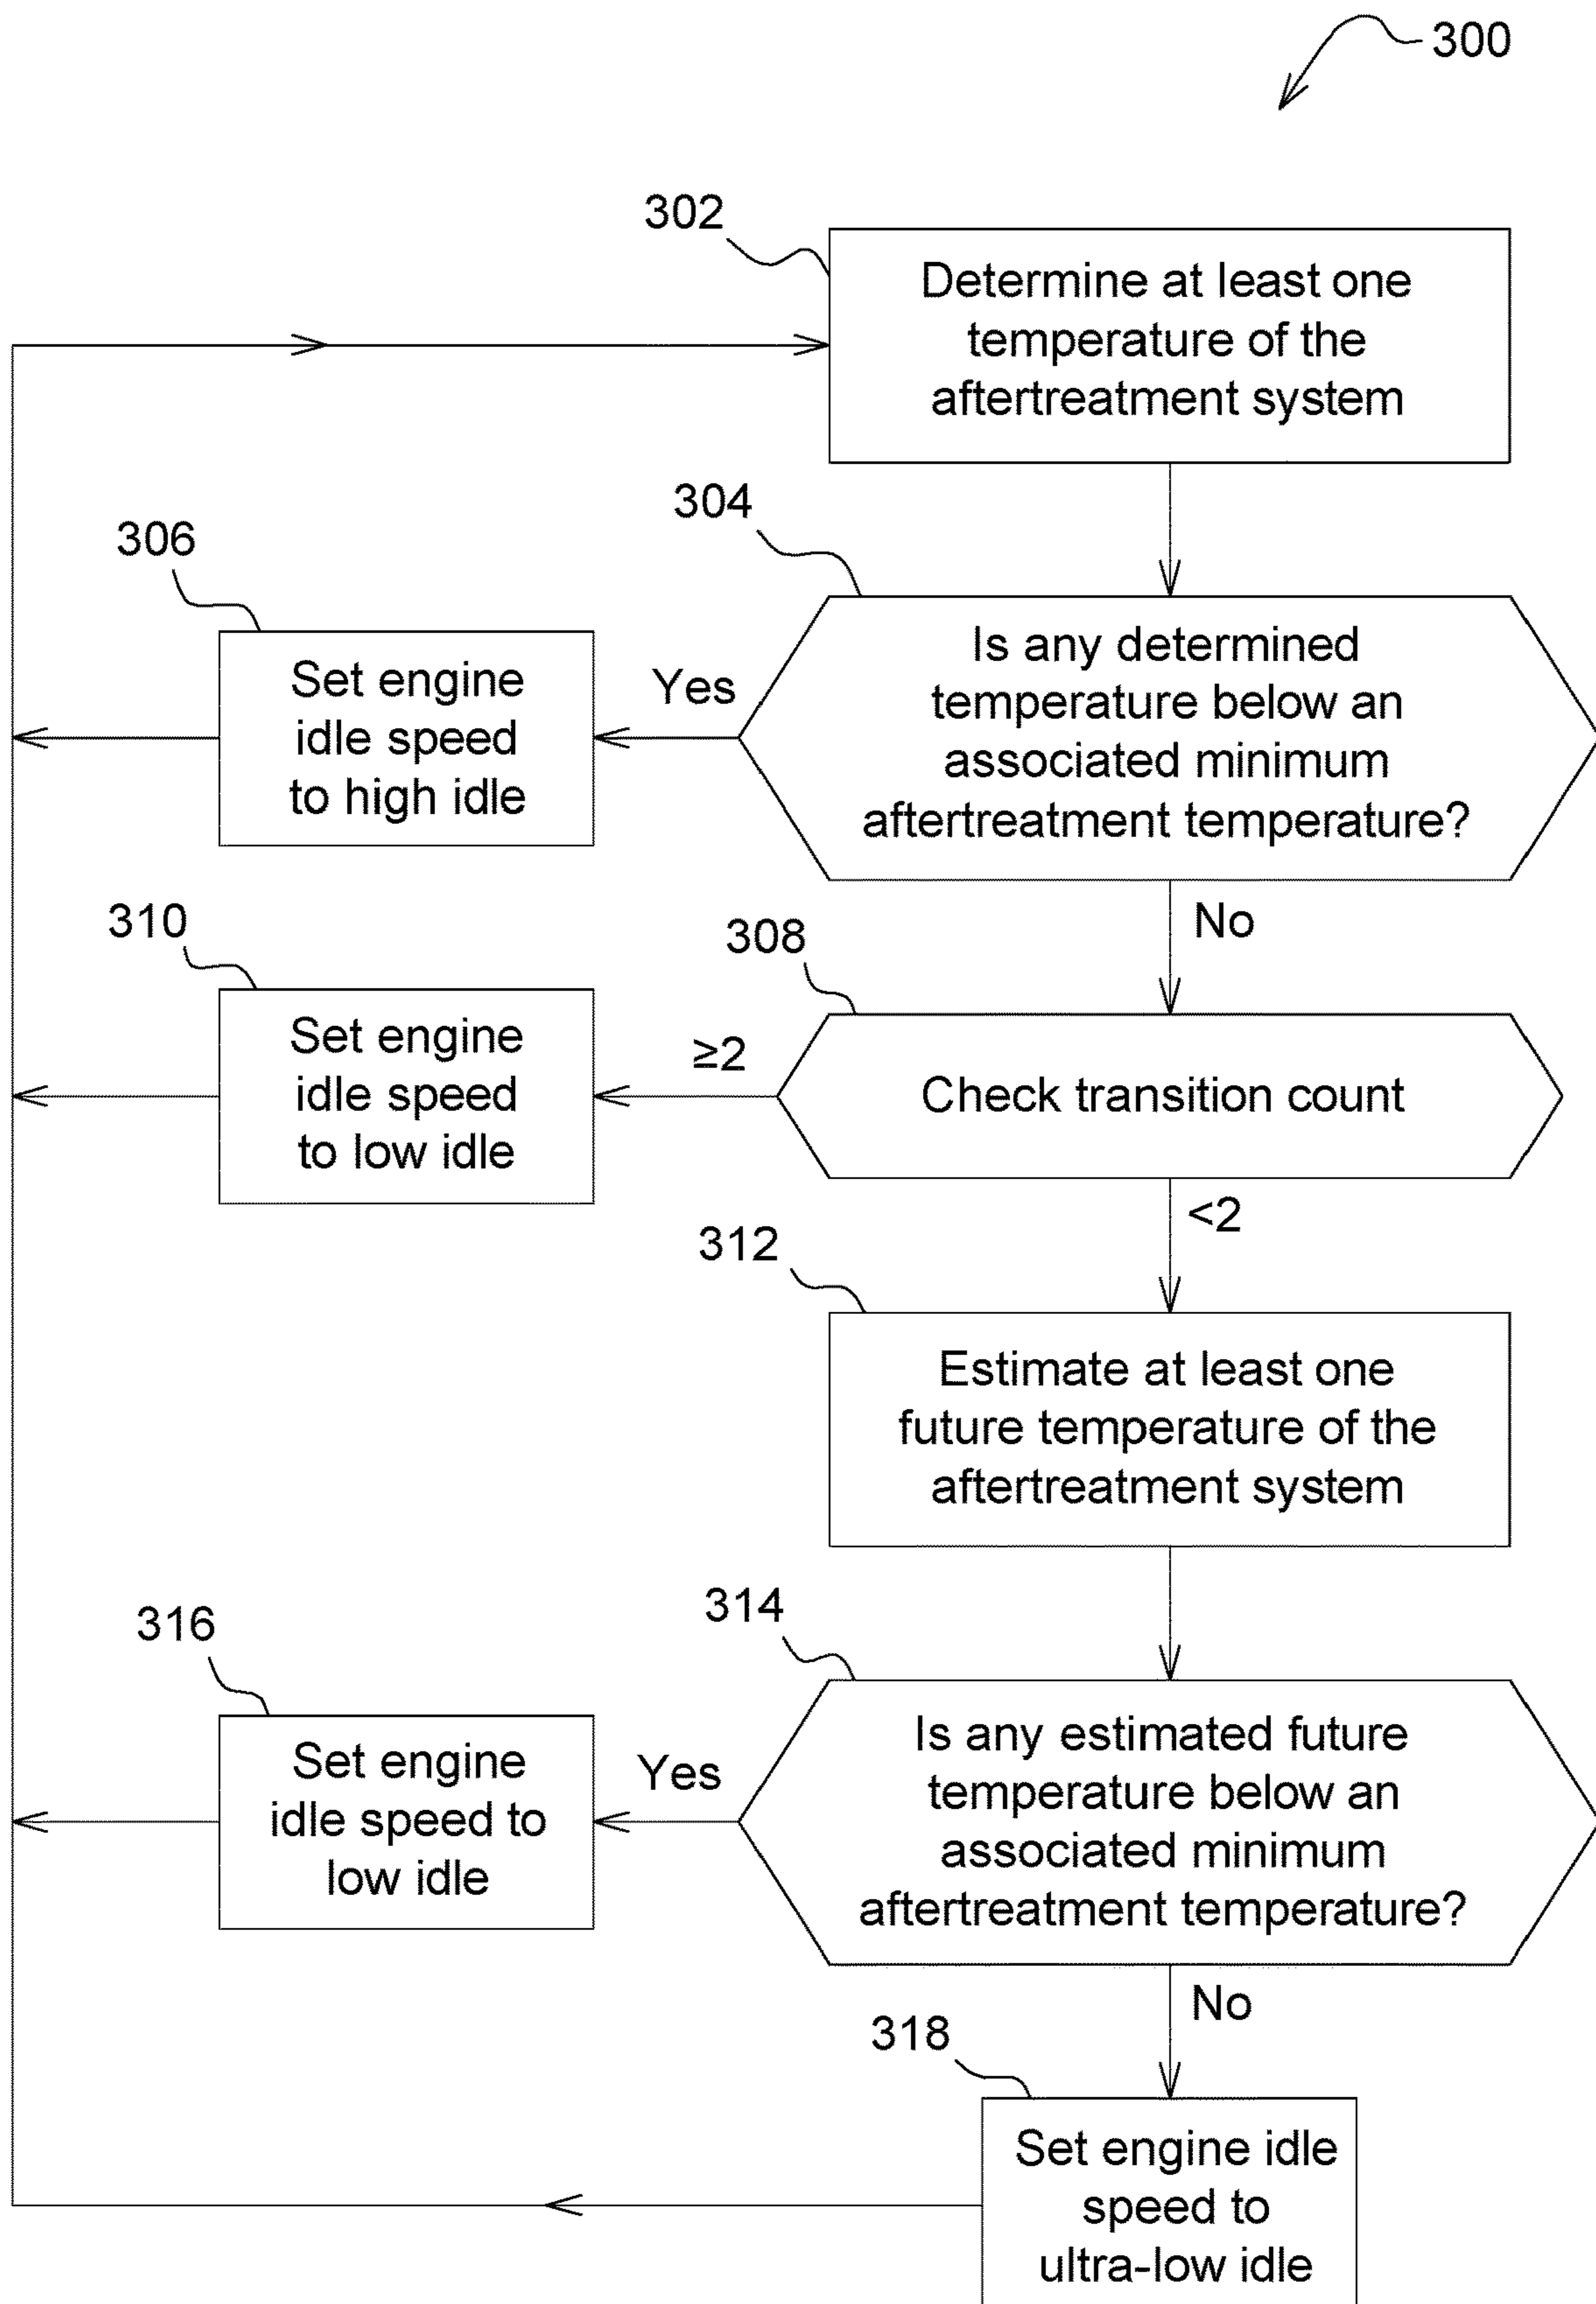 300
302
Determine at least one
temperature of the
aftertreatment system
304
Is any determined
temperature below an
associated minimum
aftertreatment temperature?
Yes
306
Set engine
idle speed
to high idle
No
308
Check transition count
≥2
310
Set engine
idle speed
to low idle
<2
312
Estimate at least one
future temperature of the
aftertreatment system
314
Is any estimated future
temperature below an
associated minimum
aftertreatment temperature?
Yes
316
Set engine
idle speed to
low idle
No
318
Set engine idle
speed to
ultra-low idle